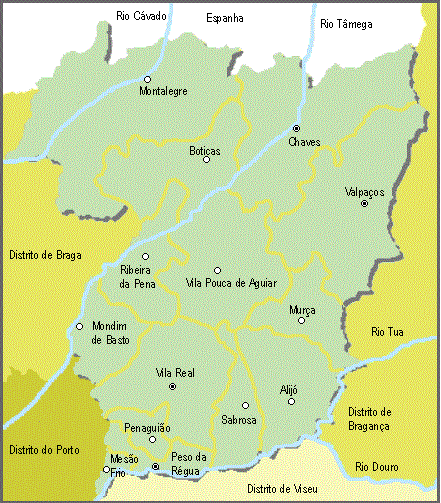 Rio Cávado
Espanha
Rio Tâmega
Montalegre
Chaves
Boticas
Valpaços
Distrito de Braga
Ribeira
da Pena
Vila Pouca de Aguiar
Murça
Mondim
de Basto
Rio Tua
Vila Real
Alijó
Sabrosa
Distrito de
Bragança
Penaguião
Distrito do Porto
Mesão
Frio
Peso da
Régua
Rio Douro
Distrito de Viseu